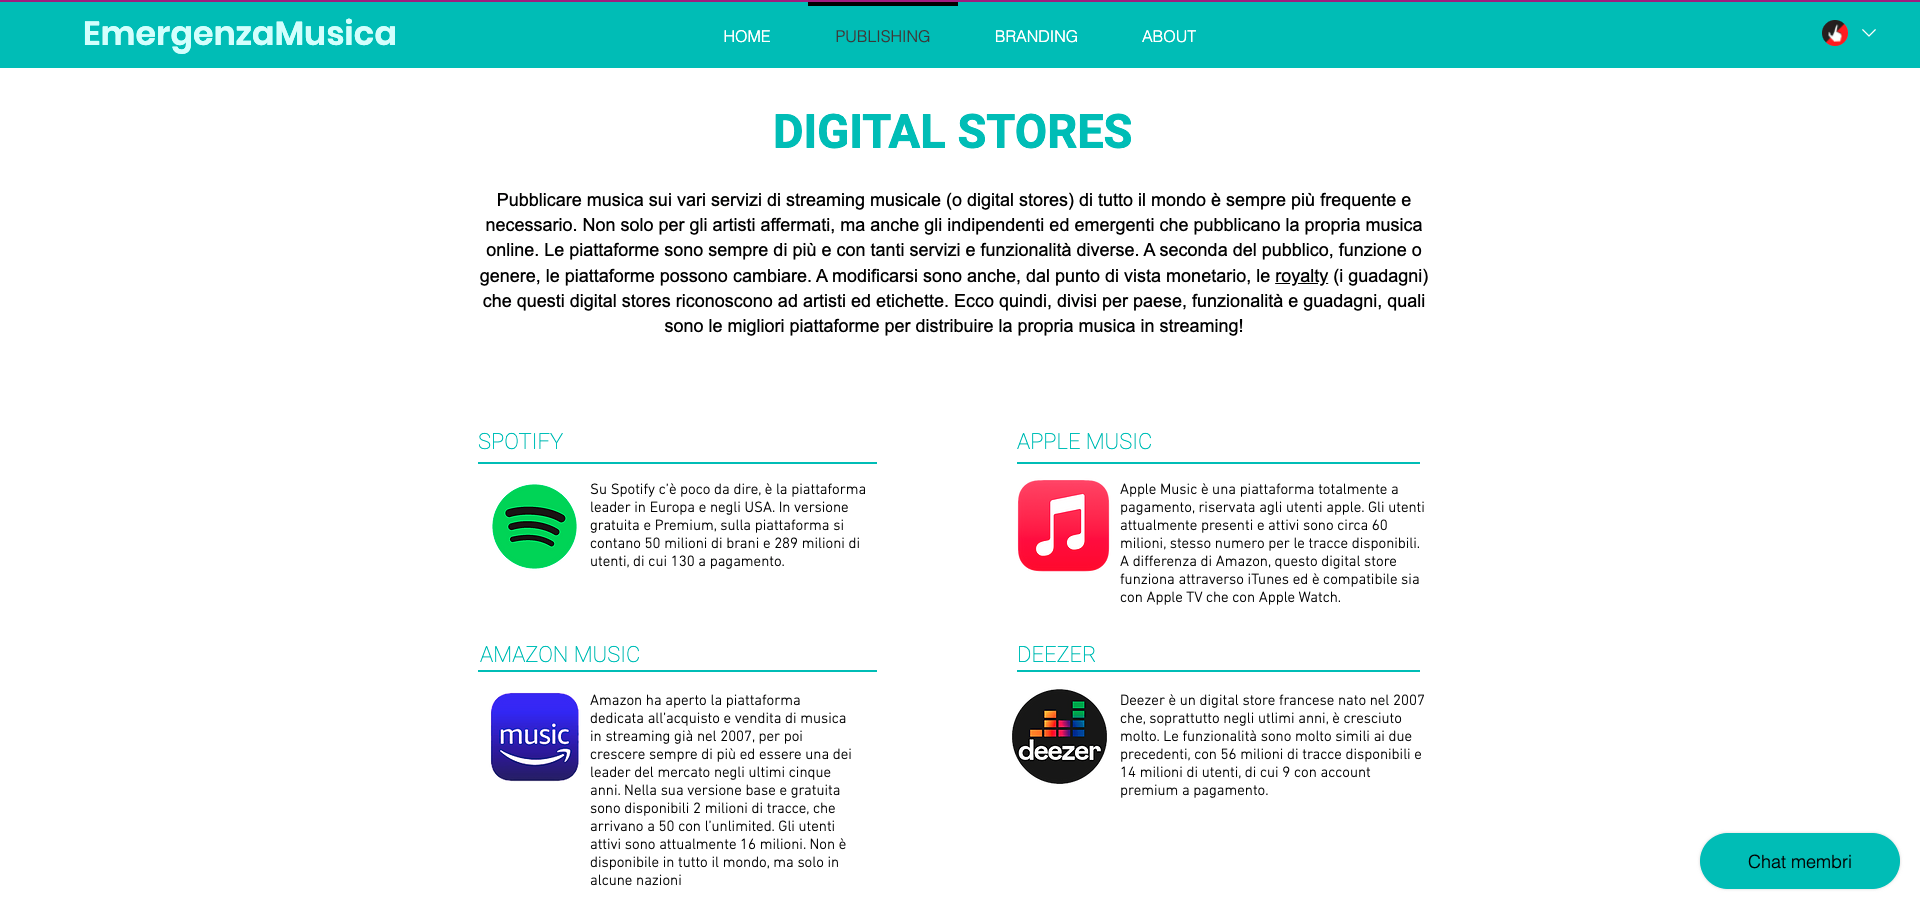 EmergenzaMusica
HOME
PUBLISHING
BRANDING
ABOUT
DIGITAL STORES
Pubblicare musica sui vari servizi di streaming musicale (o digital stores) di tutto il mondo è sempre più frequente e
necessario. Non solo per gli artisti affermati, ma anche gli indipendenti ed emergenti che pubblicano la propria musica
online. Le piattaforme sono sempre di più e con tanti servizi e funzionalità diverse. A seconda del pubblico, funzione o
genere, le piattaforme possono cambiare. A modificarsi sono anche, dal punto di vista monetario, le royalty (i guadagni)
che questi digital stores riconoscono ad artisti ed etichette. Ecco quindi, divisi per paese, funzionalità e guadagni, quali
sono le migliori piattaforme per distribuire la propria musica in streaming!
SPOTIFY
Su Spotify c'è poco da dire, è la piattaforma
leader in Europa e negli USA. In versione
gratuita e Premium, sulla piattaforma si
contano 50 milioni di brani e 289 milioni di
utenti, di cui 130 a pagamento.
APPLE MUSIC
Apple Music è una piattaforma totalmente a
pagamento, riservata agli utenti apple. Gli utenti
attualmente presenti e attivi sono circa 60
milioni, stesso numero per le tracce disponibili.
A differenza di Amazon, questo digital store
funziona attraverso iTunes ed è compatibile sia
con Apple TV che con Apple Watch.
AMAZON MUSIC
music
Amazon ha aperto la piattaforma
dedicata all'acquisto e vendita di musica
in streaming già nel 2007, per poi
crescere sempre di più ed essere una dei
leader del mercato negli ultimi cinque
anni. Nella sua versione base e gratuita
sono disponibili 2 milioni di tracce, che
arrivano a 50 con l'unlimited. Gli utenti
attivi sono attualmente 16 milioni. Non è
disponibile in tutto il mondo, ma solo in
alcune nazioni
DEEZER
deezer
Deezer è un digital store francese nato nel 2007
che, soprattutto negli utlimi anni, è cresciuto
molto. Le funzionalità sono molto simili ai due
precedenti, con 56 milioni di tracce disponibili e
14 milioni di utenti, di cui 9 con account
premium a pagamento.
Chat membri